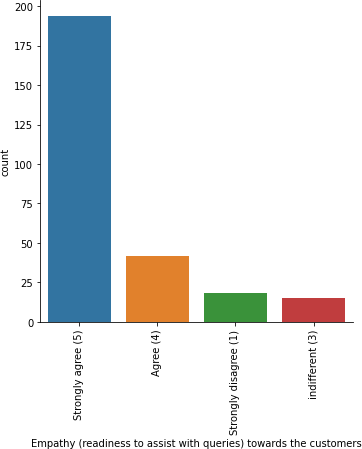 200
175
150
125
100
75
50
25
0
count
Strongly agree (5)
Agree (4)
Strongly disagree (1)
indifferent (3)
Empathy (readiness to assist with queries) towards the customers